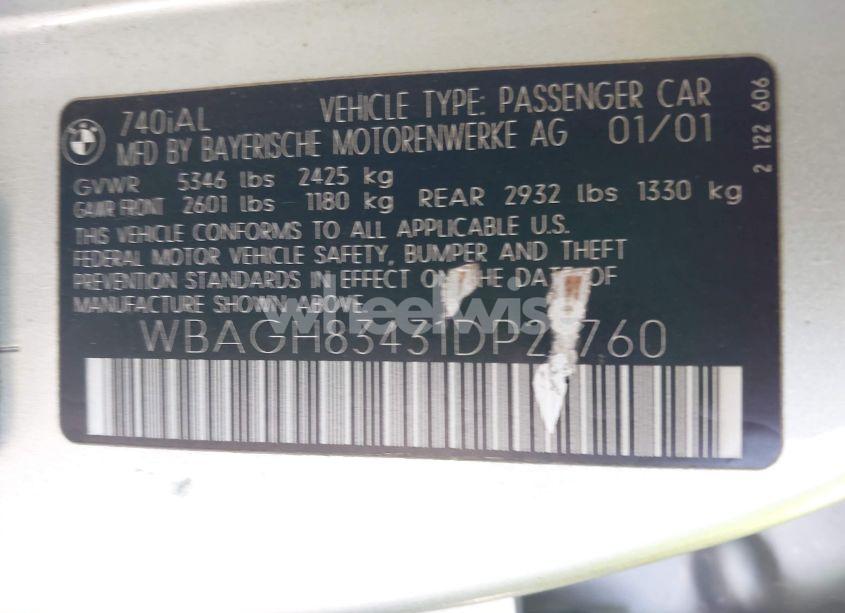 740iAL VEHICLE TYPE: PASSENGER CAR
MFD BY BAYERISCHE MOTORENWERKE AG 01/01
GVWR 5346 lbs 2425 kg
GAWR FRONT 2601 lbs 1180 kg REAR 2932 lbs 1330 kg
THIS VEHICLE CONFORMS TO ALL APPLICABLE U.S.
FEDERAL MOTOR VEHICLE SAFETY, BUMPER AND THEFT
PREVENTION STANDARDS IN EFFECT ON THE DATE OF
MANUFACTURE SHOWN ABOVE.
wheelwise
2 122 606
BMW